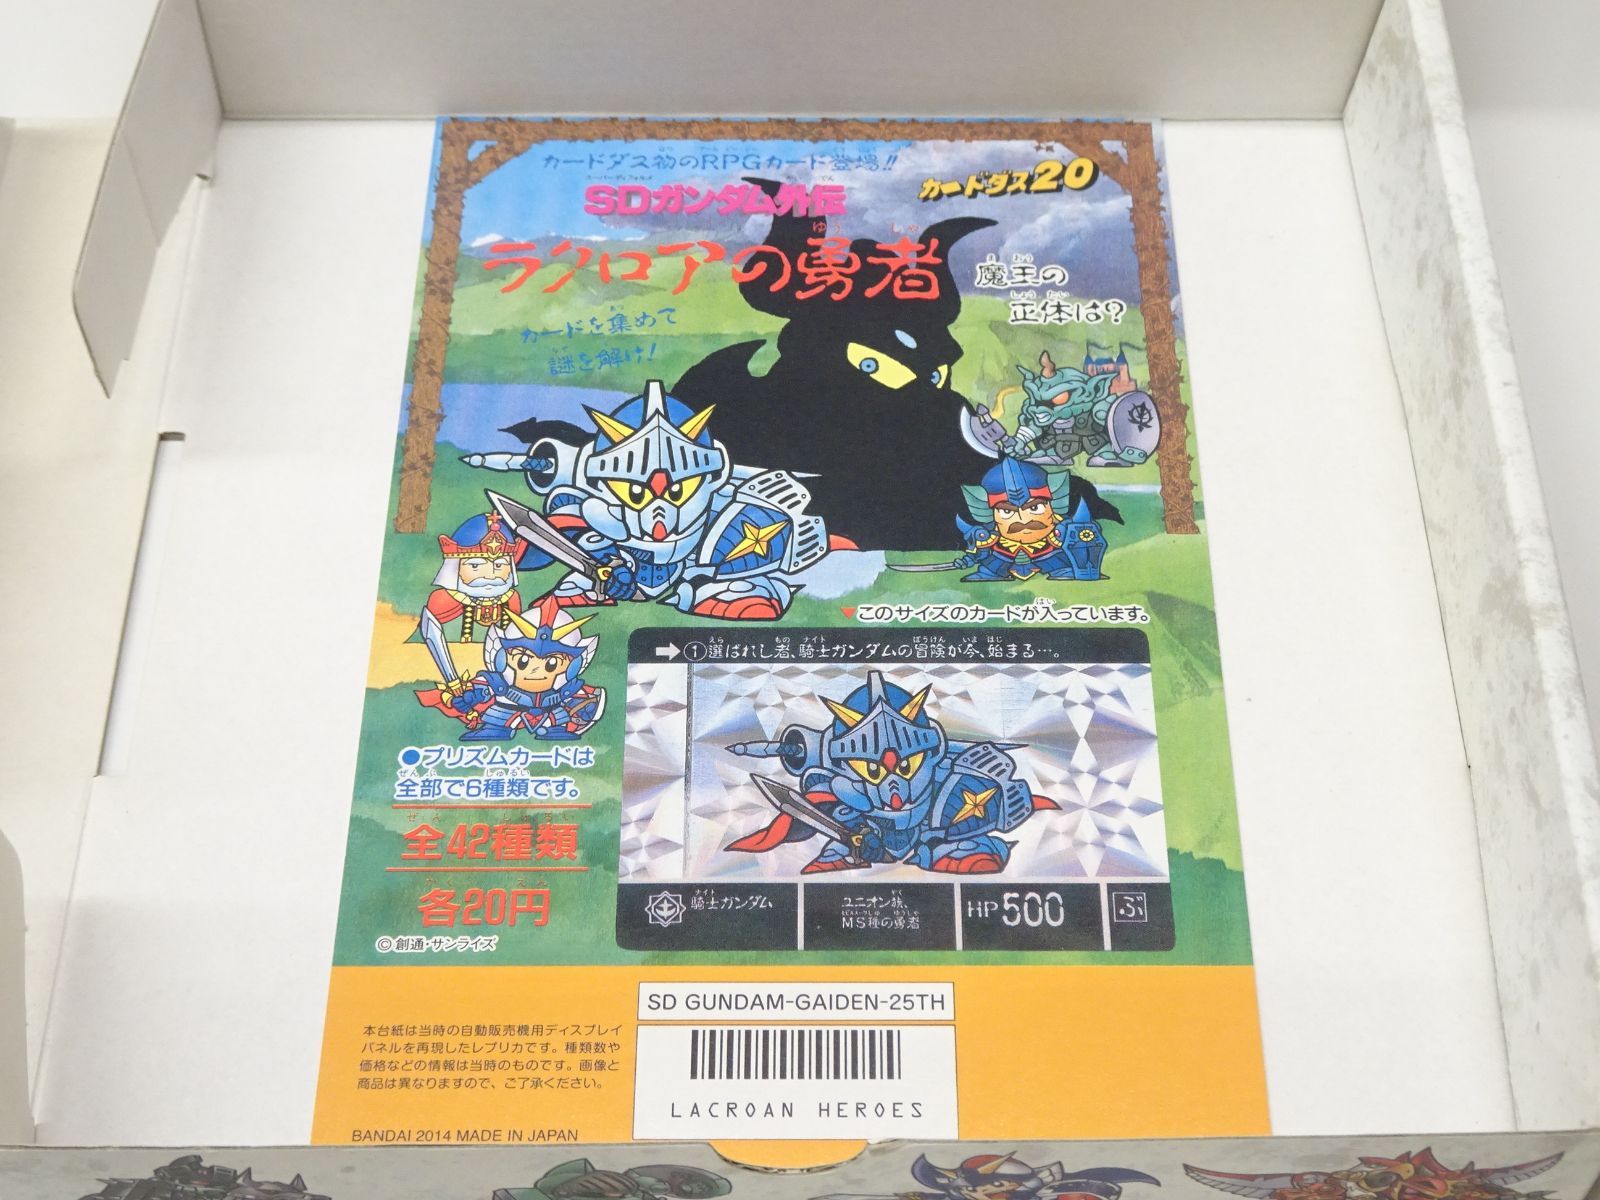 カードダス初のRPGカード登場!!
カードダス20
SDガンダム外伝
ラクロアの勇者
魔王の
正体は?
カードを集めて
謎を解け!
▼このサイズのカードが入っています。
➡①選ばれし者、騎士ガンダムの冒険が今、始まる…。
●プリズムカードは
全部で6種類です。
全42種類
各20円
©創通・サンライズ
騎士ガンダム
ユニオン族、
MS種の勇者
HP500
ぶ
SD GUNDAM-GAIDEN-25TH
本台紙は当時の自動販売機用ディスプレイ
パネルを再現したレプリカです。種類数や
価格などの情報は当時のものです。画像と
商品は異なりますので、ご了承ください。
LACROAN HEROES
BANDAI 2014 MADE IN JAPAN